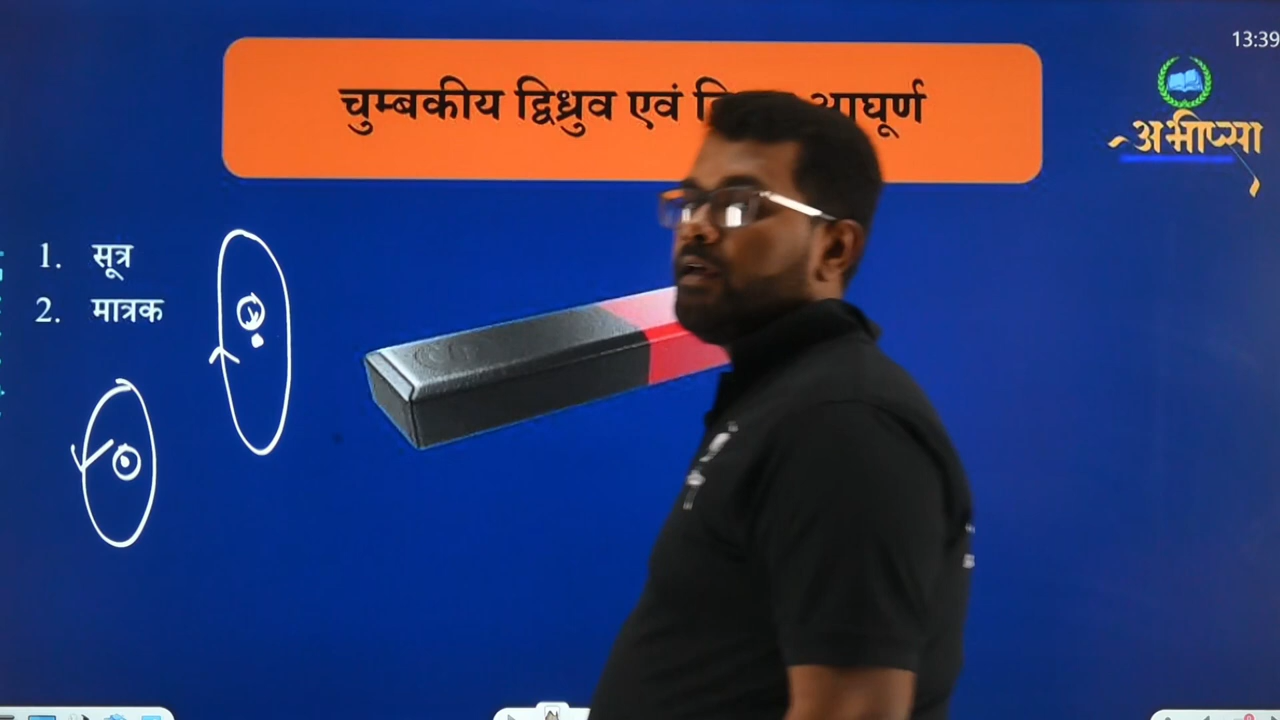 13:39
चुम्बकीय द्विध्रुव एवं आघूर्ण
अभीप्सा
1. सूत्र
2. मात्रक